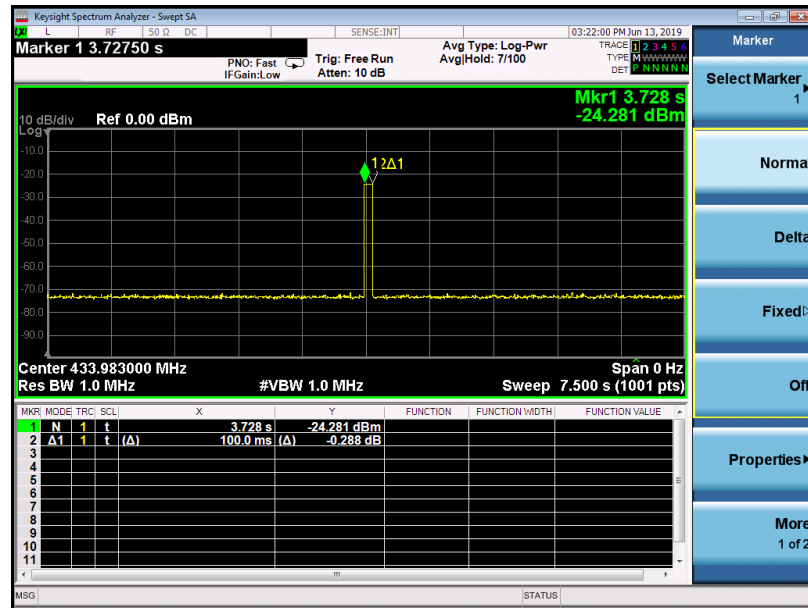 Keysight Spectrum Analyzer - Swept SA
LXI L RF 50 Ω DC SENSE:INT 03:22:00 PM Jun 13, 2019
Marker 1 3.72750 s
PNO: Fast
IFGain:Low
Trig: Free Run
Atten: 10 dB
Avg Type: Log-Pwr
Avg|Hold: 7/100
TRACE 1 2 3 4 5 6
TYPE M WWWWW
DET P N N N N N
Mkr1 3.728 s
-24.281 dBm
10 dB/div Ref 0.00 dBm
Log
-10.0
-20.0
-30.0
-40.0
-50.0
-60.0
-70.0
-80.0
-90.0
1 2Δ1
Center 433.983000 MHz Span 0 Hz
Res BW 1.0 MHz #VBW 1.0 MHz Sweep 7.500 s (1001 pts)
MKR MODE TRC SCL X Y FUNCTION FUNCTION WIDTH FUNCTION VALUE
1 N 1 t 3.728 s -24.281 dBm
2 Δ1 1 t (Δ) 100.0 ms (Δ) -0.288 dB
3
4
5
6
7
8
9
10
11
MSG STATUS
Marker
Select Marker
1
Norma
Delta
Fixed
Off
Properties
More
1 of 2